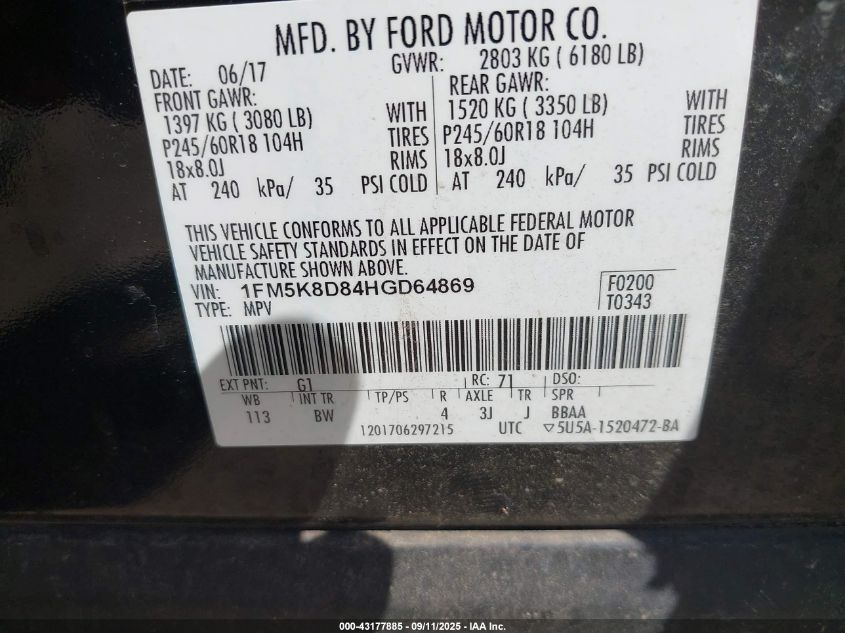 MFD. BY FORD MOTOR CO.
DATE: 06/17 GVWR: 2803 KG ( 6180 LB)
FRONT GAWR: REAR GAWR:
1397 KG ( 3080 LB) WITH 1520 KG ( 3350 LB) WITH
P245/60R18 104H TIRES P245/60R18 104H TIRES
18x8.0J RIMS 18x8.0J RIMS
AT 240 kPa/ 35 PSI COLD AT 240 kPa/ 35 PSI COLD
THIS VEHICLE CONFORMS TO ALL APPLICABLE FEDERAL MOTOR
VEHICLE SAFETY STANDARDS IN EFFECT ON THE DATE OF
MANUFACTURE SHOWN ABOVE.
VIN: 1FM5K8D84HGD64869 F0200
TYPE: MPV T0343
EXT PNT: G1 RC: 71 DSO:
WB INT TR TP/PS R AXLE TR SPR
113 BW 4 3J J BBAA
1201706297215 UTC ▽5U5A-1520472-BA
000-43177885 - 09/11/2025 - IAA Inc.